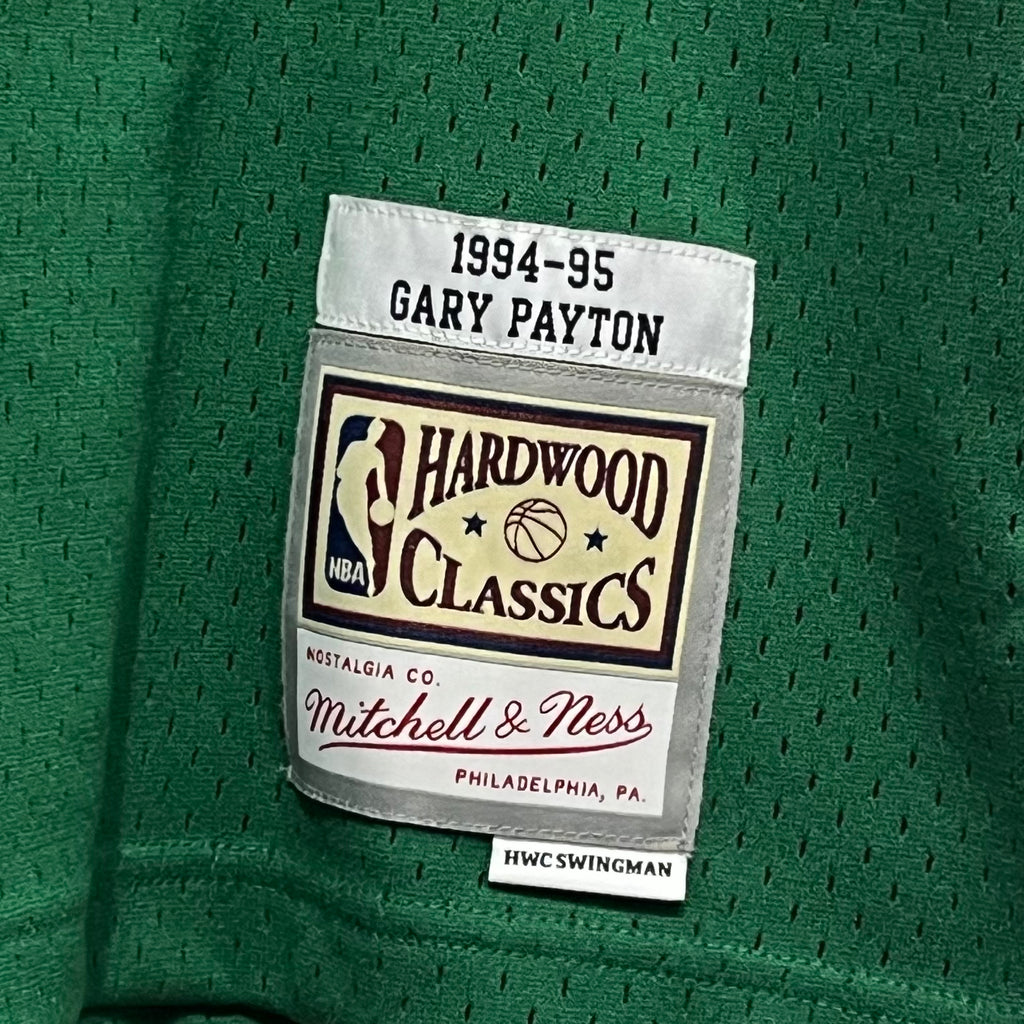 1994-95
GARY PAYTON
HARDWOOD
CLASSICS
NBA
NOSTALGIA CO.
Mitchell & Ness
PHILADELPHIA, PA.
HWC SWINGMAN